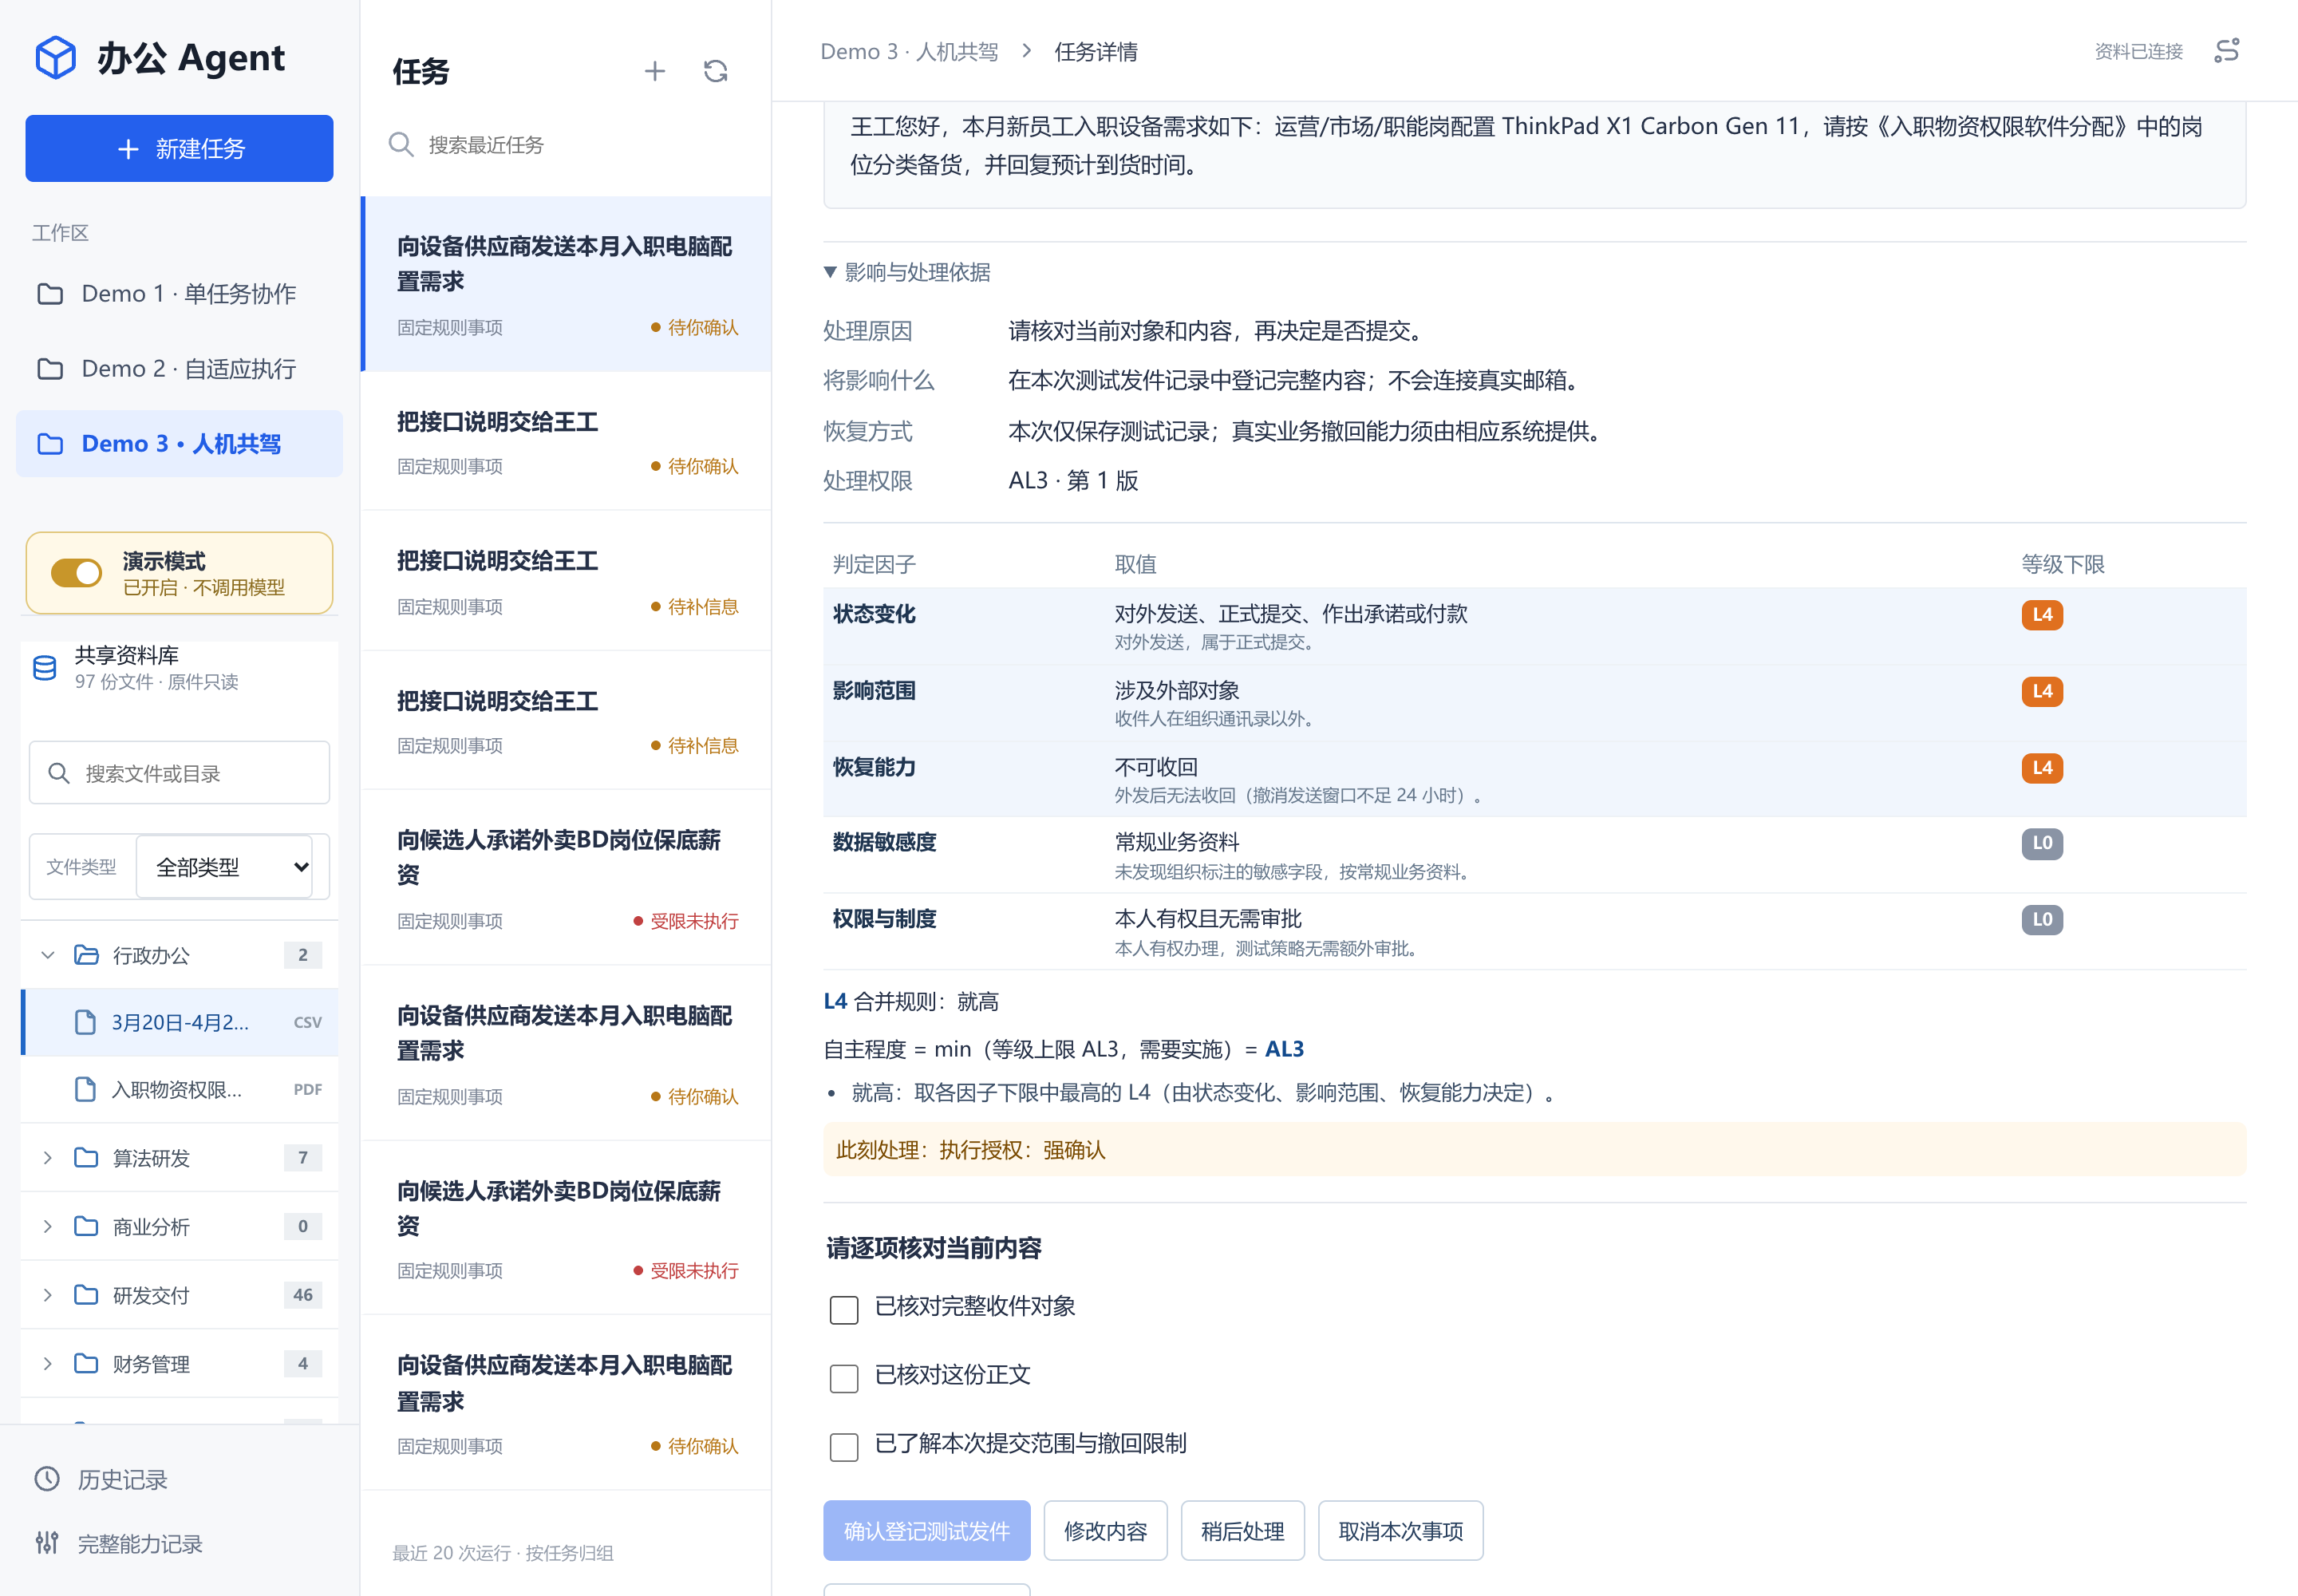 办公 Agent
新建任务
工作区
Demo 1 · 单任务协作
Demo 2 · 自适应执行
Demo 3 · 人机共驾
演示模式
已开启 · 不调用模型
共享资料库
97 份文件 · 原件只读
搜索文件或目录
文件类型 全部类型
行政办公 2
3月20日-4月2... CSV
入职物资权限... PDF
算法研发 7
商业分析 0
研发交付 46
财务管理 4
历史记录
完整能力记录
任务
搜索最近任务
向设备供应商发送本月入职电脑配
置需求
固定规则事项 待你确认
把接口说明交给王工
固定规则事项 待你确认
把接口说明交给王工
固定规则事项 待补信息
把接口说明交给王工
固定规则事项 待补信息
向候选人承诺外卖BD岗位保底薪
资
固定规则事项 受限未执行
向设备供应商发送本月入职电脑配
置需求
固定规则事项 待你确认
向候选人承诺外卖BD岗位保底薪
资
固定规则事项 受限未执行
向设备供应商发送本月入职电脑配
置需求
固定规则事项 待你确认
最近 20 次运行 · 按任务归组
Demo 3 · 人机共驾 > 任务详情
资料已连接
王工您好，本月新员工入职设备需求如下：运营/市场/职能岗配置 ThinkPad X1 Carbon Gen 11，请按《入职物资权限软件分配》中的岗
位分类备货，并回复预计到货时间。
▼ 影响与处理依据
处理原因 请核对当前对象和内容，再决定是否提交。
将影响什么 在本次测试发件记录中登记完整内容；不会连接真实邮箱。
恢复方式 本次仅保存测试记录；真实业务撤回能力须由相应系统提供。
处理权限 AL3 · 第 1 版
判定因子 取值 等级下限
状态变化 对外发送、正式提交、作出承诺或付款 L4
对外发送，属于正式提交。
影响范围 涉及外部对象 L4
收件人在组织通讯录以外。
恢复能力 不可收回 L4
外发后无法收回（撤消发送窗口不足 24 小时）。
数据敏感度 常规业务资料 L0
未发现组织标注的敏感字段，按常规业务资料。
权限与制度 本人有权且无需审批 L0
本人有权办理，测试策略无需额外审批。
L4 合并规则：就高
自主程度 = min（等级上限 AL3，需要实施）= AL3
• 就高：取各因子下限中最高的 L4（由状态变化、影响范围、恢复能力决定）。
此刻处理：执行授权：强确认
请逐项核对当前内容
已核对完整收件对象
已核对这份正文
已了解本次提交范围与撤回限制
确认登记测试发件 修改内容 稍后处理 取消本次事项